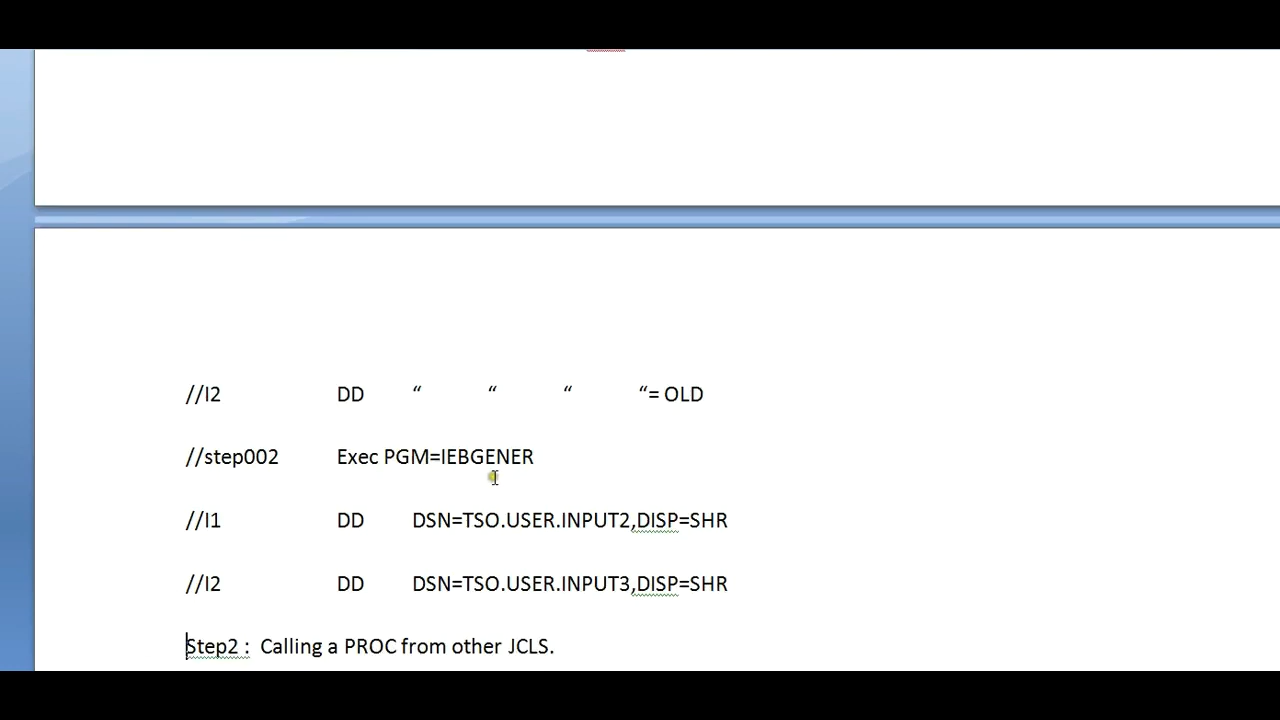 //I2 DD “ “ “ “= OLD
//step002 Exec PGM=IEBGENER
//I1 DD DSN=TSO.USER.INPUT2,DISP=SHR
//I2 DD DSN=TSO.USER.INPUT3,DISP=SHR
Step2 : Calling a PROC from other JCLS.